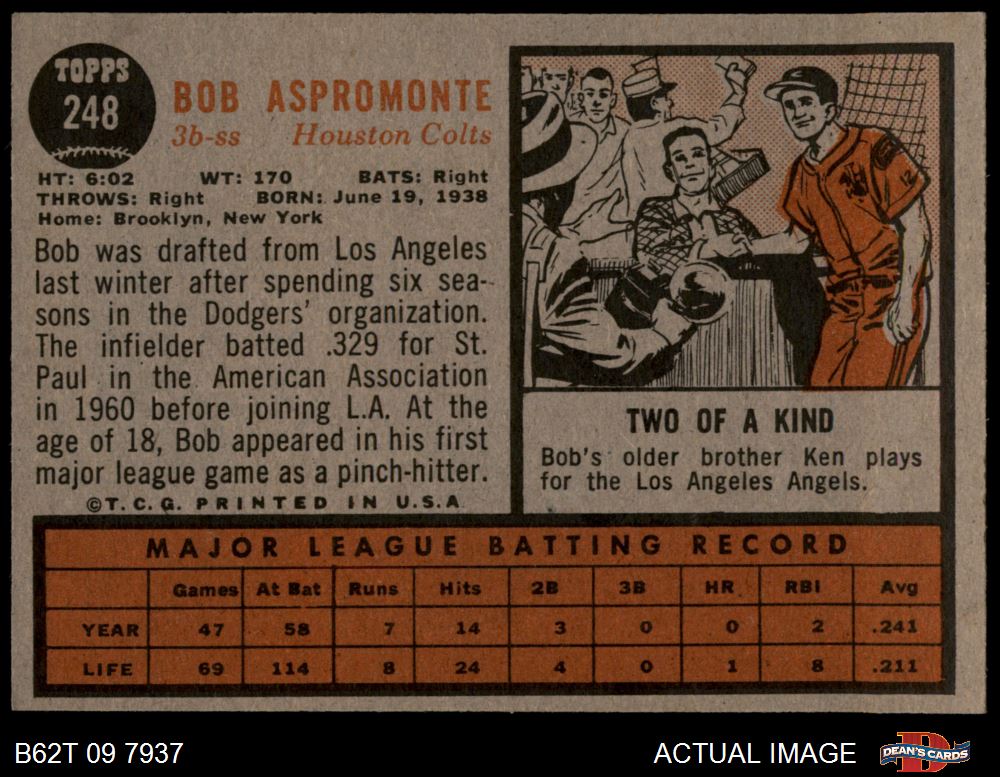 TOPPS
248
BOB ASPROMONTE
3b-ss Houston Colts
HT: 6:02 WT: 170 BATS: Right
THROWS: Right BORN: June 19, 1938
Home: Brooklyn, New York
Bob was drafted from Los Angeles
last winter after spending six sea-
sons in the Dodgers' organization.
The infielder batted .329 for St.
Paul in the American Association
in 1960 before joining L.A. At the
age of 18, Bob appeared in his first
major league game as a pinch-hitter.
©T.C.G. PRINTED IN U.S.A.
12
TWO OF A KIND
Bob's older brother Ken plays
for the Los Angeles Angels.
MAJOR LEAGUE BATTING RECORD
Games At Bat Runs Hits 2B 3B HR RBI Avg
YEAR 47 58 7 14 3 0 0 2 .241
LIFE 69 114 8 24 4 0 1 8 .211
B62T 09 7937 ACTUAL IMAGE DEAN'S CARDS